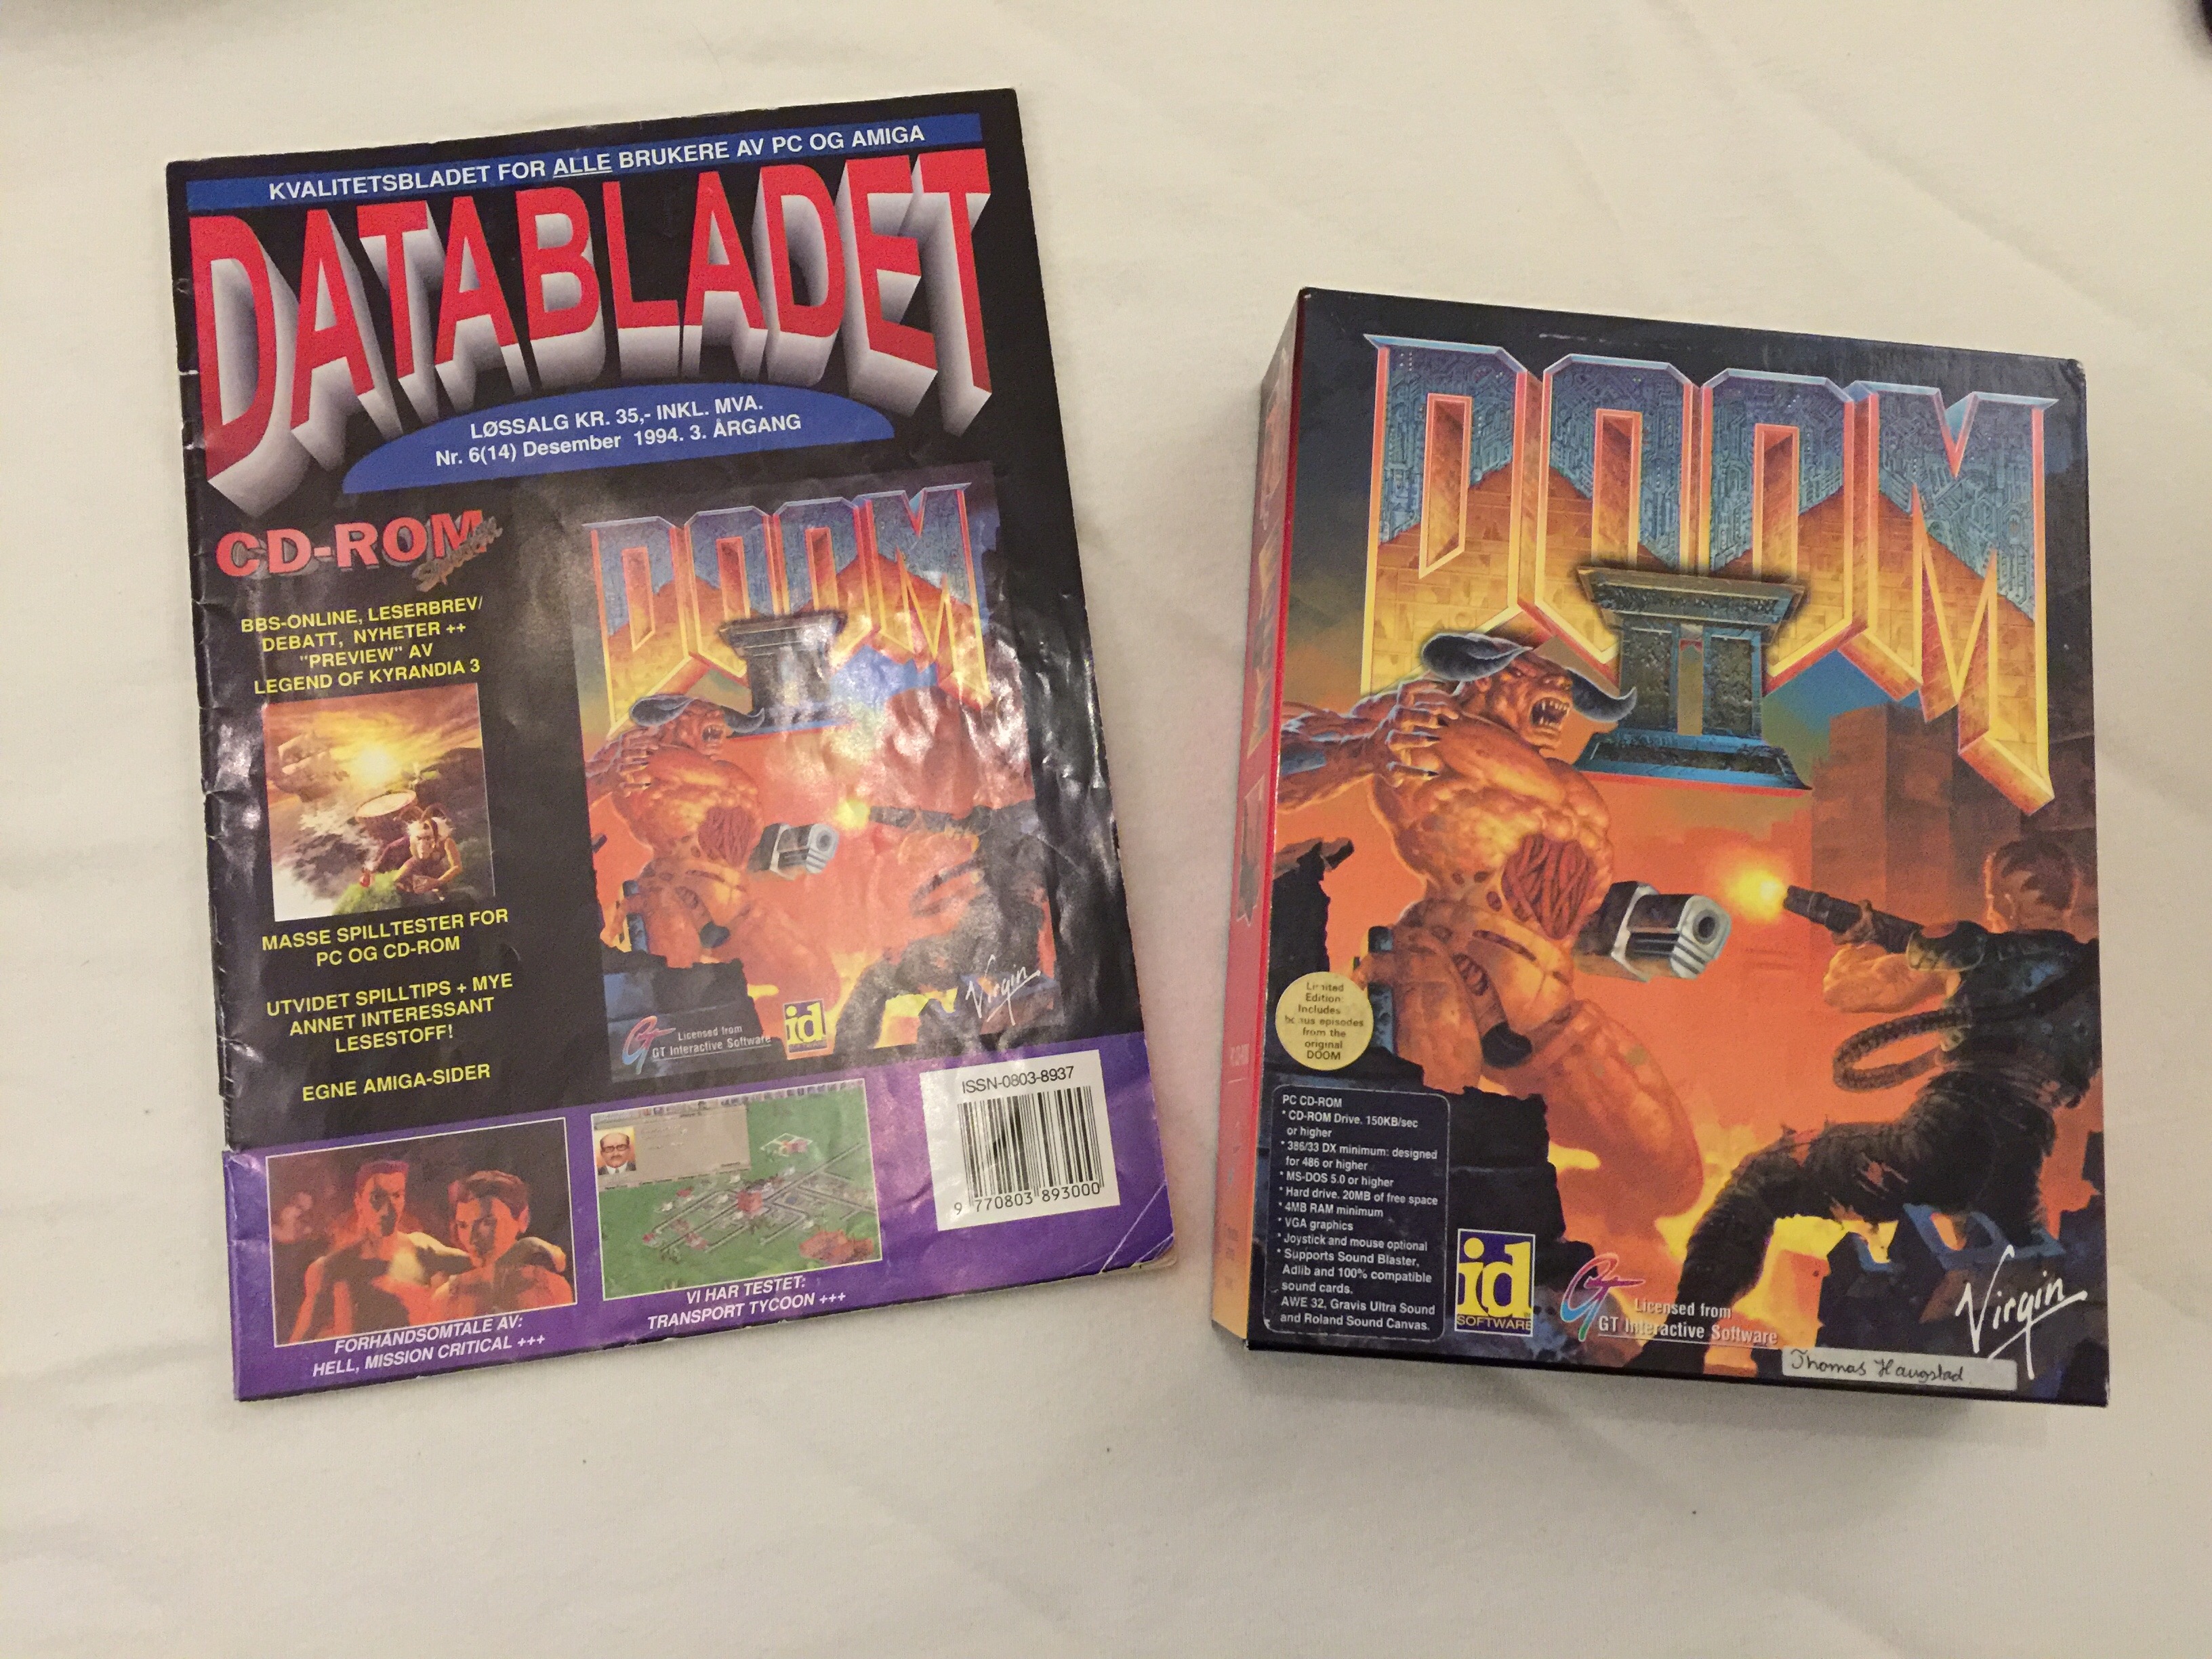 KVALITETSBLADET FOR ALLE BRUKERE AV PC OG AMIGA
DATABLADET
LØSSALG KR. 35,- INKL. MVA.
Nr. 6(14) Desember 1994. 3. ÅRGANG
CD-ROM
Spesial
BBS-ONLINE, LESERBREV/
DEBATT, NYHETER ++
"PREVIEW" AV
LEGEND OF KYRANDIA 3
MASSE SPILLTESTER FOR
PC OG CD-ROM
UTVIDET SPILLTIPS + MYE
ANNET INTERESSANT
LESESTOFF!
EGNE AMIGA-SIDER
DOOM
II
GT
Licensed from
GT Interactive Software
id
Virgin
FORHÅNDSOMTALE AV:
HELL, MISSION CRITICAL +++
VI HAR TESTET:
TRANSPORT TYCOON +++
ISSN-0803-8937
9 770803 893000
DOOM
II
Limited
Edition:
Includes
bonus episodes
from the
original
DOOM
PC CD-ROM
* CD-ROM Drive. 150KB/sec
or higher
* 386/33 DX minimum: designed
for 486 or higher
* MS-DOS 5.0 or higher
* Hard drive. 20MB of free space
* 4MB RAM minimum
* VGA graphics
* Joystick and mouse optional
* Supports Sound Blaster,
Adlib and 100% compatible
sound cards.
AWE 32, Gravis Ultra Sound
and Roland Sound Canvas.
id
SOFTWARE
GT
Licensed from
GT Interactive Software
Virgin
Thomas Haugstad